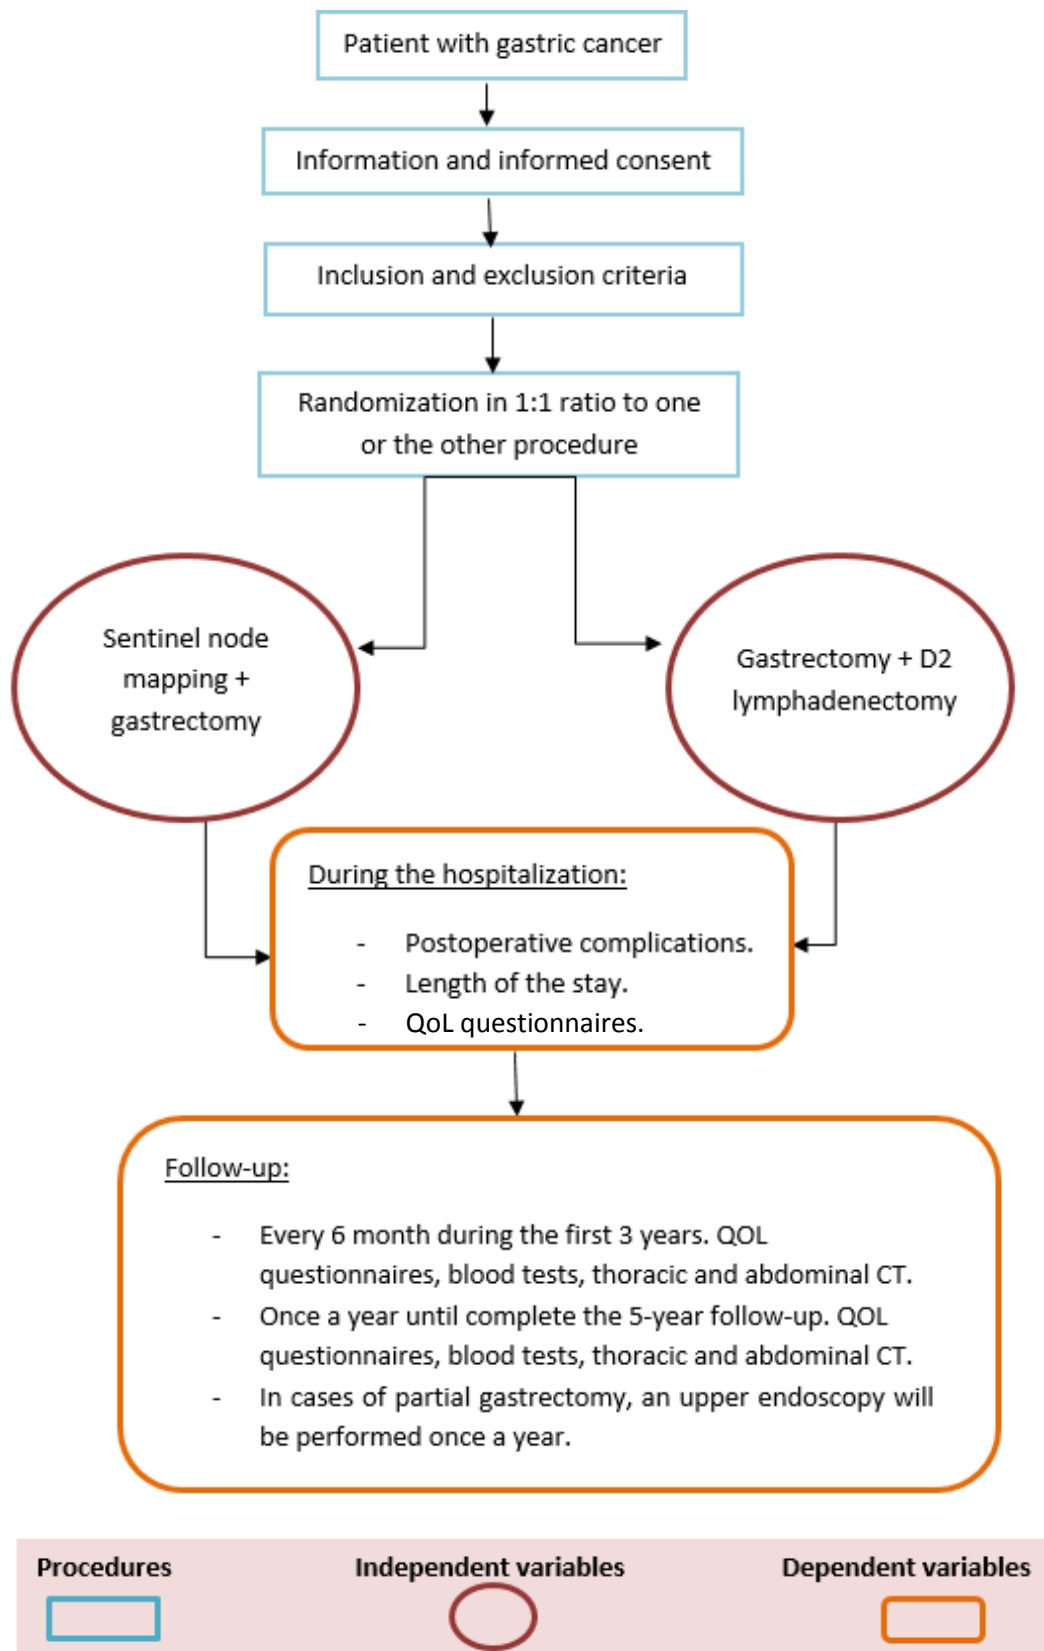 Patient with gastric cancer
Information and informed consent
Inclusion and exclusion criteria
Randomization in 1:1 ratio to one
or the other procedure
Sentinel node
mapping +
gastrectomy
Gastrectomy + D2
lymphadenectomy
During the hospitalization:
- Postoperative complications.
- Length of the stay.
- QoL questionnaires.
Follow-up:
- Every 6 month during the first 3 years. QOL
questionnaires, blood tests, thoracic and abdominal CT.
- Once a year until complete the 5-year follow-up. QOL
questionnaires, blood tests, thoracic and abdominal CT.
- In cases of partial gastrectomy, an upper endoscopy will
be performed once a year.
Procedures
Independent variables
Dependent variables